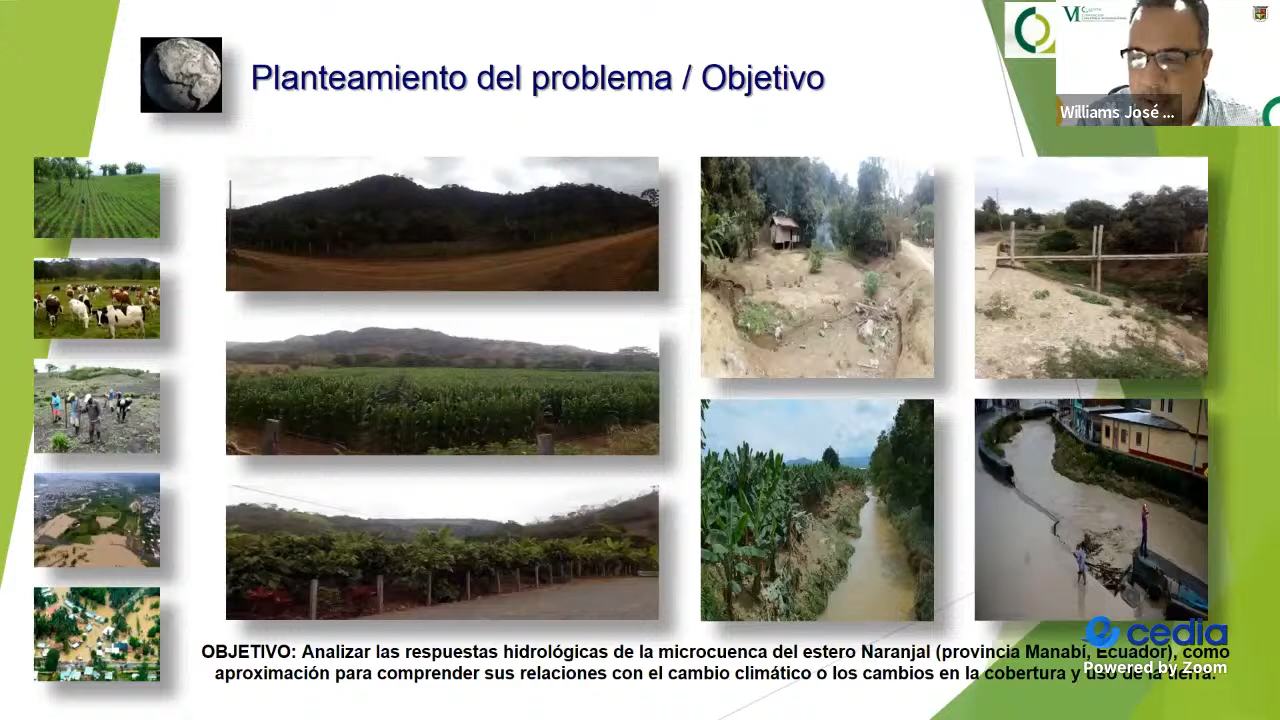 Planteamiento del problema / Objetivo
Williams José ...
OBJETIVO: Analizar las respuestas hidrológicas de la microcuenca del estero Naranjal (provincia Manabí, Ecuador), como
aproximación para comprender sus relaciones con el cambio climático o los cambios en la cobertura y uso de la tierra.
cedia
Powered by Zoom